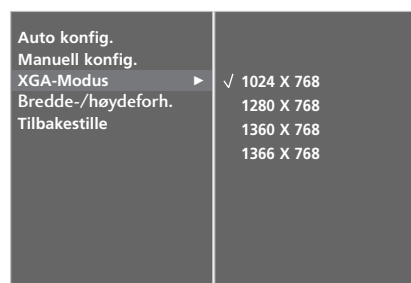 Auto konfig.
Manuell konfig.
XGA-Modus ►
Bredde-/høydeforh.
Tilbakestille
√ 1024 X 768
1280 X 768
1360 X 768
1366 X 768